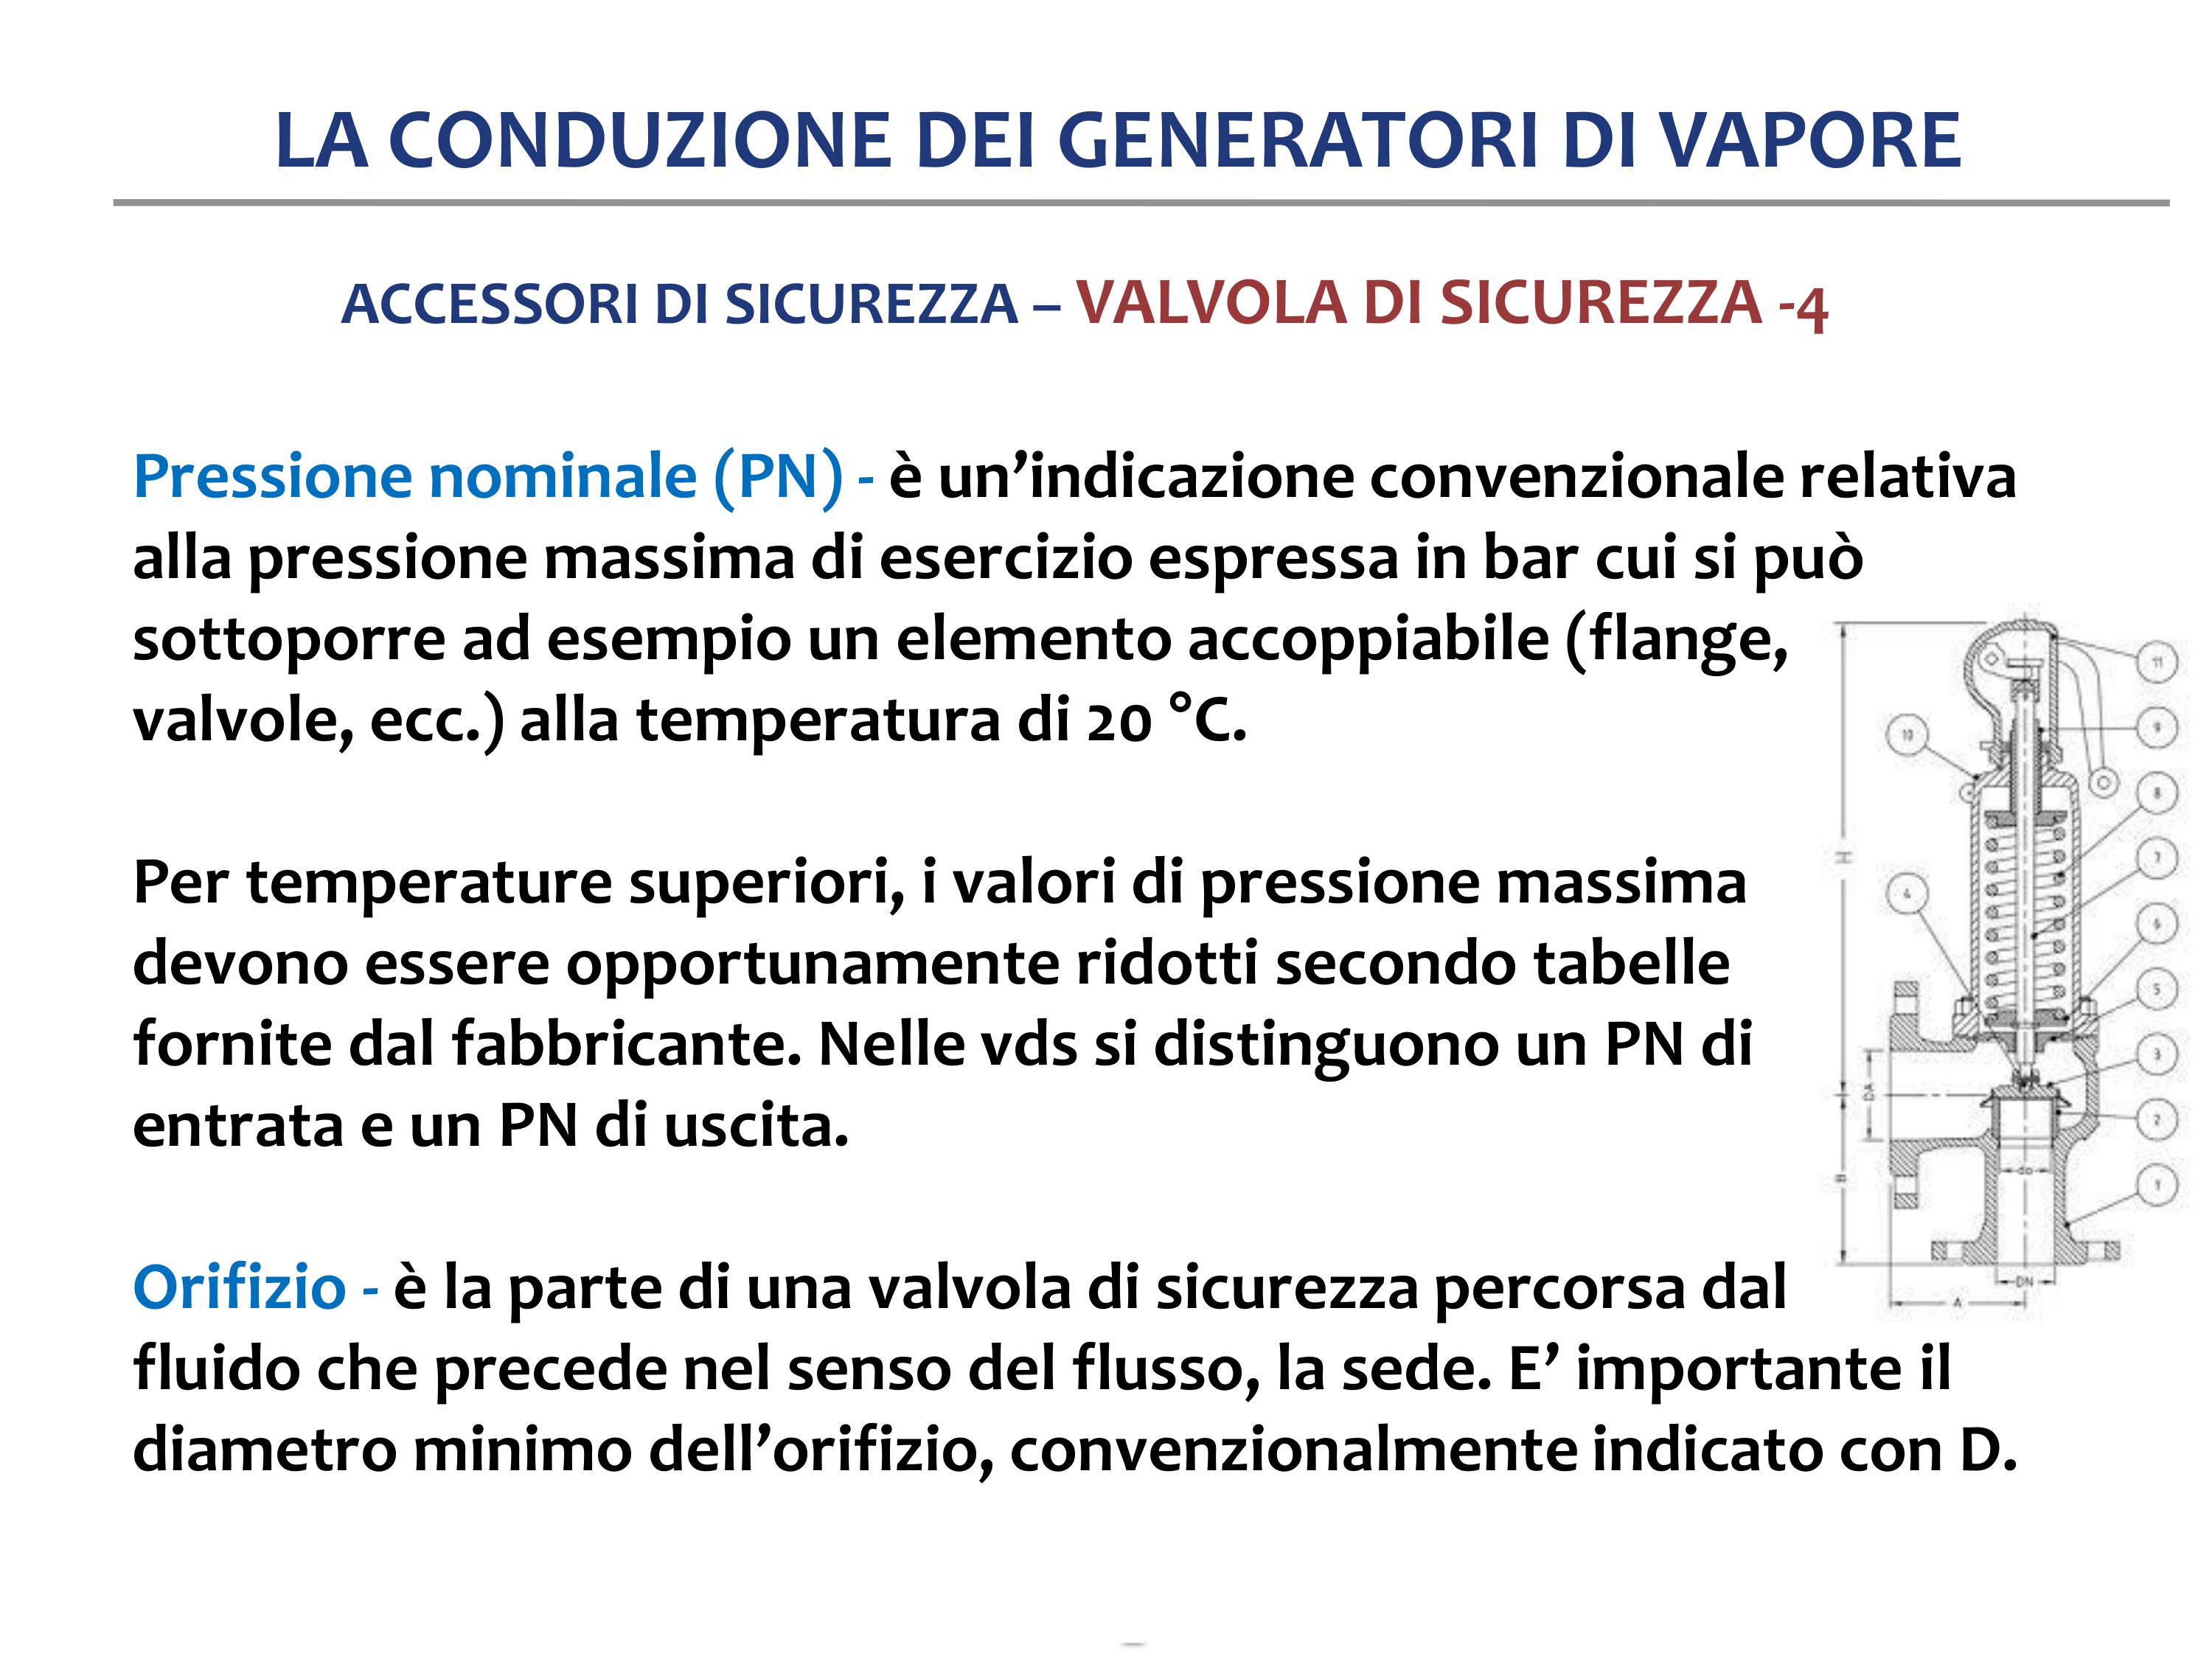 LA CONDUZIONE DEI GENERATORI DI VAPORE
ACCESSORI DI SICUREZZA – VALVOLA DI SICUREZZA -4
Pressione nominale (PN) - è un’indicazione convenzionale relativa
alla pressione massima di esercizio espressa in bar cui si può
sottoporre ad esempio un elemento accoppiabile (flange,
valvole, ecc.) alla temperatura di 20 °C.
Per temperature superiori, i valori di pressione massima
devono essere opportunamente ridotti secondo tabelle
fornite dal fabbricante. Nelle vds si distinguono un PN di
entrata e un PN di uscita.
Orifizio - è la parte di una valvola di sicurezza percorsa dal
fluido che precede nel senso del flusso, la sede. E’ importante il
diametro minimo dell’orifizio, convenzionalmente indicato con D.
11
9
10
8
7
H
4
6
5
3
DA
2
B
do
1
DN
A